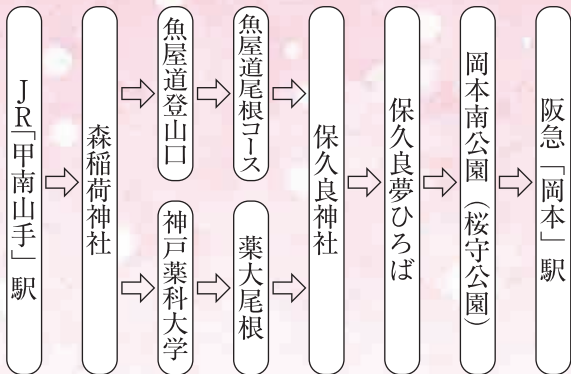 JR「甲南山手」駅
森稲荷神社
魚屋道登山口
魚屋道尾根コース
神戸薬科大学
薬大尾根
保久良神社
保久良夢ひろば
岡本南公園（桜守公園）
阪急「岡本」駅